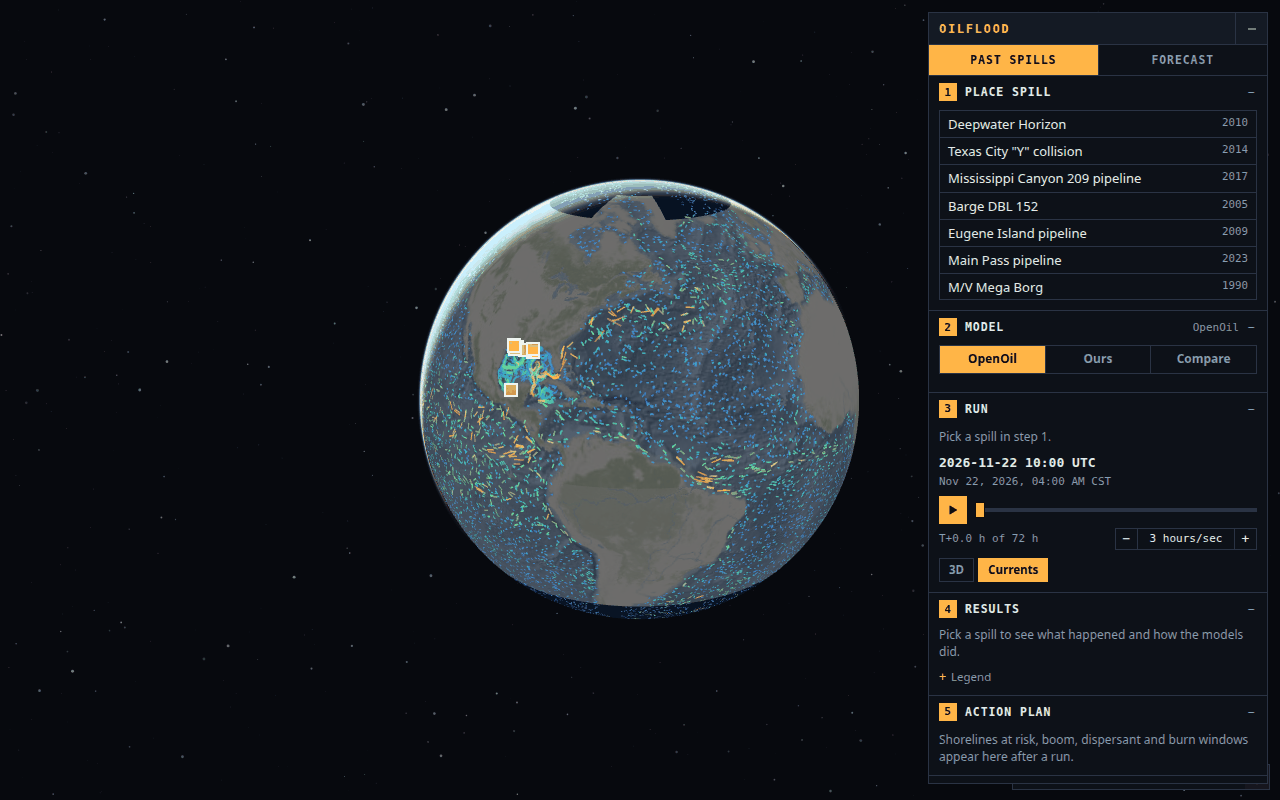 OILFLOOD
–
PAST SPILLS
FORECAST
1 PLACE SPILL –
Deepwater Horizon 2010
Texas City "Y" collision 2014
Mississippi Canyon 209 pipeline 2017
Barge DBL 152 2005
Eugene Island pipeline 2009
Main Pass pipeline 2023
M/V Mega Borg 1990
2 MODEL OpenOil –
OpenOil Ours Compare
3 RUN –
Pick a spill in step 1.
2026-11-22 10:00 UTC
Nov 22, 2026, 04:00 AM CST
T+0.0 h of 72 h – 3 hours/sec +
3D Currents
4 RESULTS –
Pick a spill to see what happened and how the models
did.
+ Legend
5 ACTION PLAN –
Shorelines at risk, boom, dispersant and burn windows
appear here after a run.